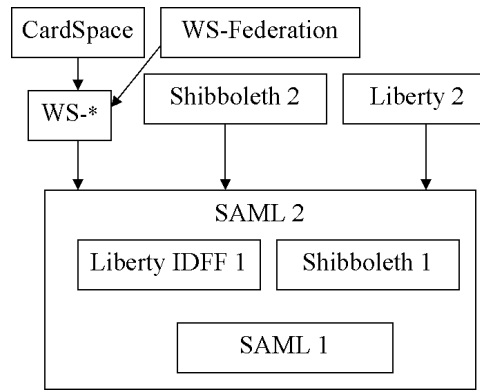 CardSpace
WS-Federation
WS-*
Shibboleth 2
Liberty 2
SAML 2
Liberty IDFF 1
Shibboleth 1
SAML 1